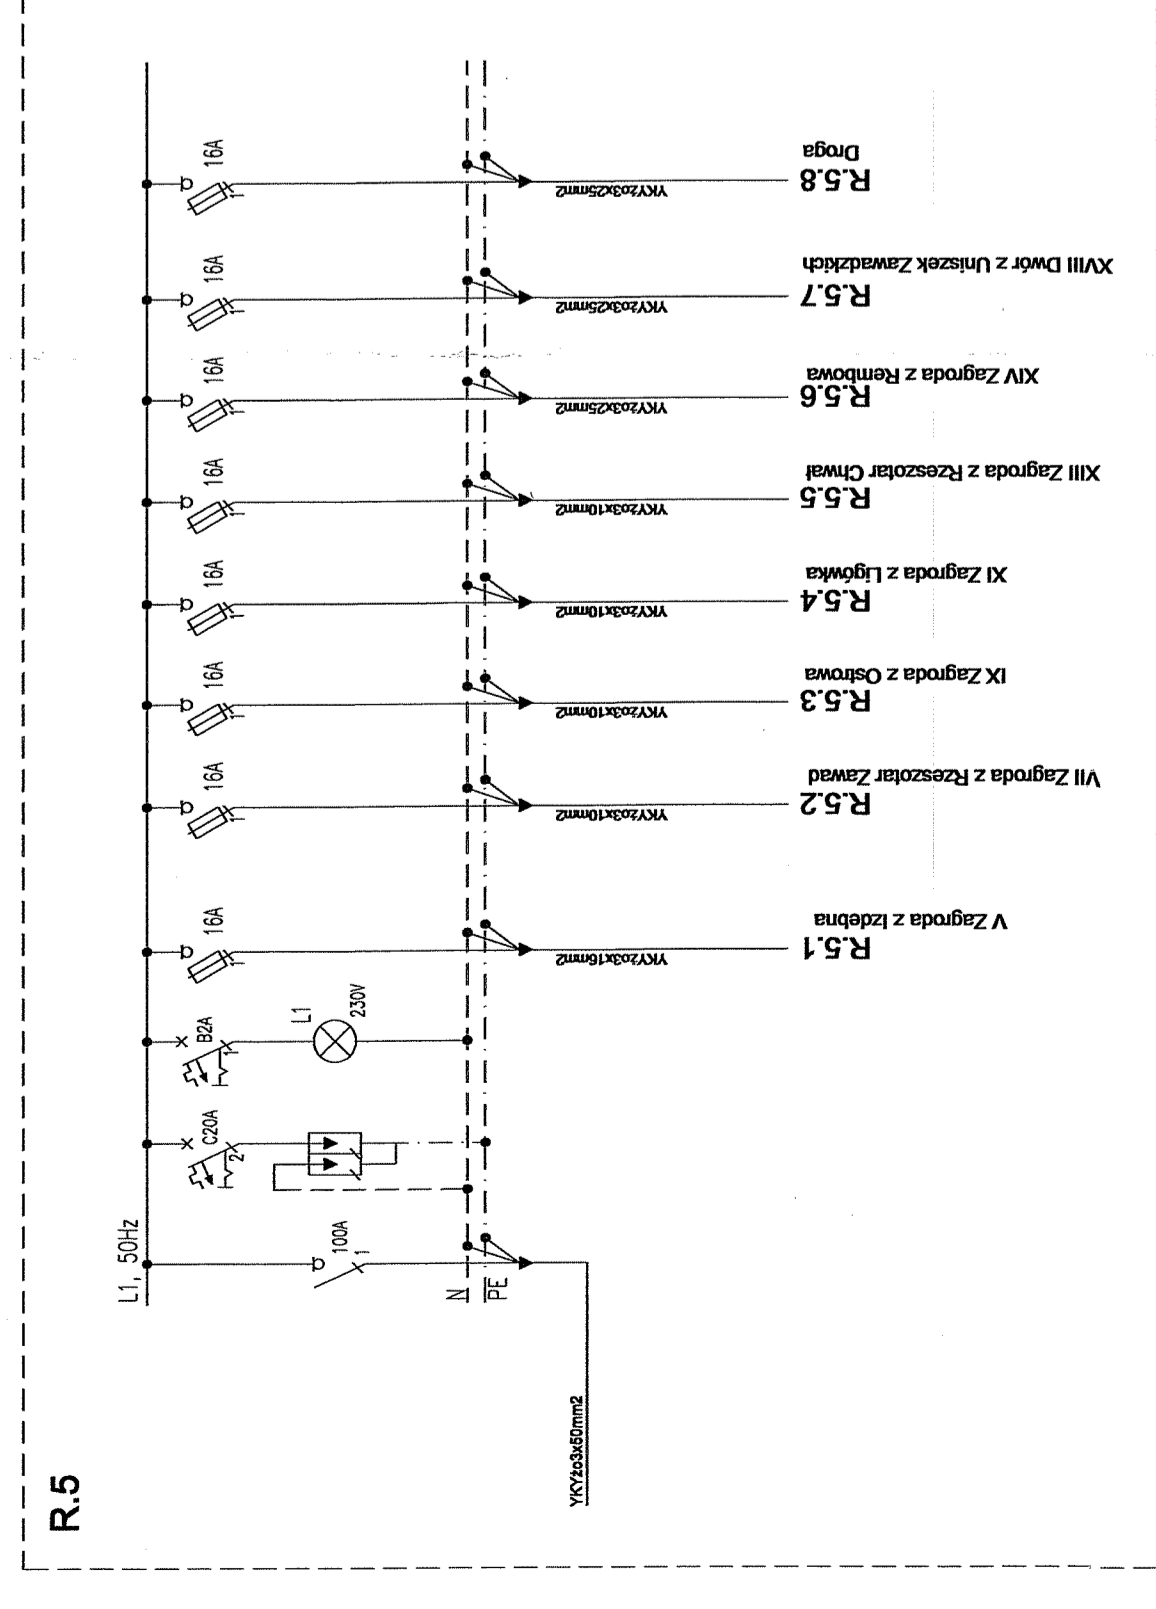 R.5
L1, 50Hz
N
PE
100A
1
YKYżo3x50mm2
C20A
2
B2A
1
L1
230V
16A
YKYżo3x16mm2
R.5.1
V Zagroda z Izdebna
16A
YKYżo3x10mm2
R.5.2
VII Zagroda z Rzeszotar Zawad
16A
YKYżo3x10mm2
R.5.3
IX Zagroda z Ostrowa
16A
YKYżo3x10mm2
R.5.4
XI Zagroda z Ligówka
16A
YKYżo3x10mm2
R.5.5
XIII Zagroda z Rzeszotar Chwał
16A
YKYżo3x25mm2
R.5.6
XIV Zagroda z Rembowa
16A
YKYżo3x25mm2
R.5.7
XVIII Dwór z Uniszek Zawadzkich
16A
YKYżo3x25mm2
R.5.8
Droga